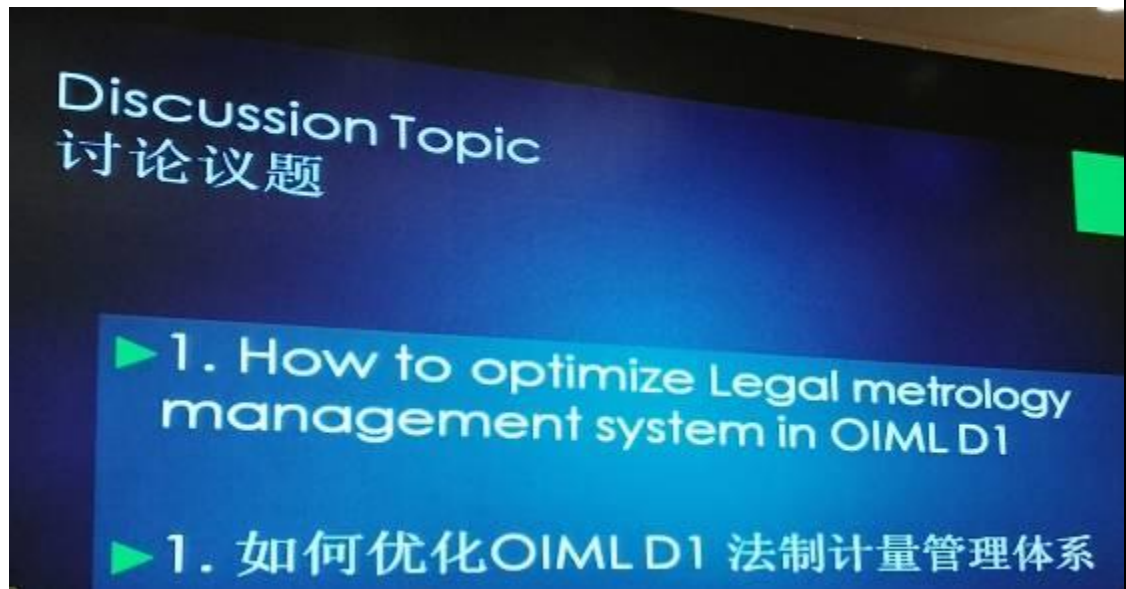 Discussion Topic
讨论议题
1. How to optimize Legal metrology
management system in OIML D1
1. 如何优化OIML D1 法制计量管理体系